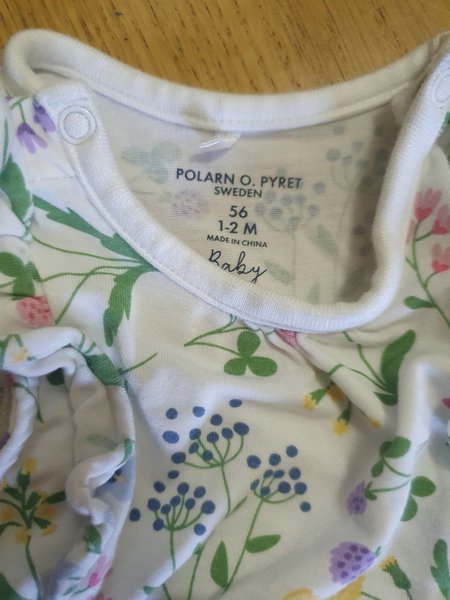 POLARN O. PYRET
SWEDEN
56
1-2 M
MADE IN CHINA
Baby